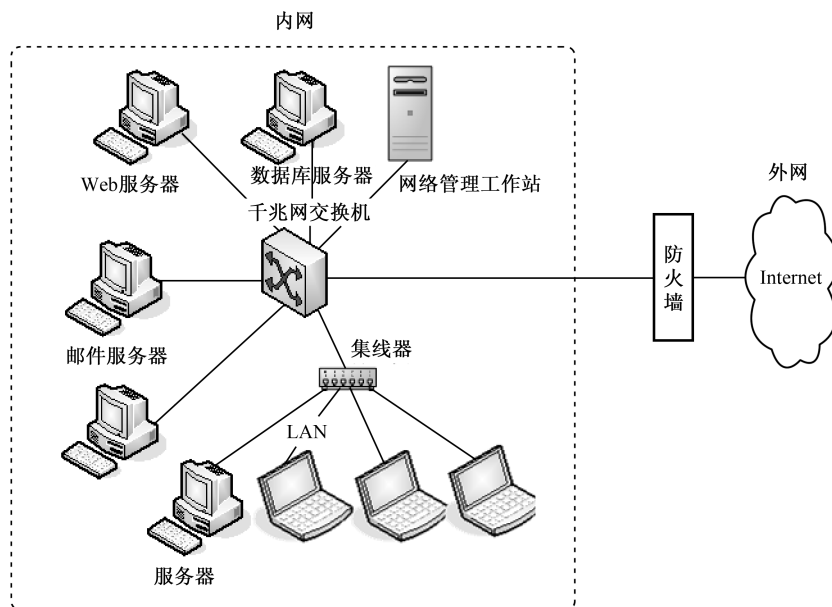 内网
Web服务器
数据库服务器
网络管理工作站
千兆网交换机
外网
防火墙
Internet
邮件服务器
集线器
LAN
服务器